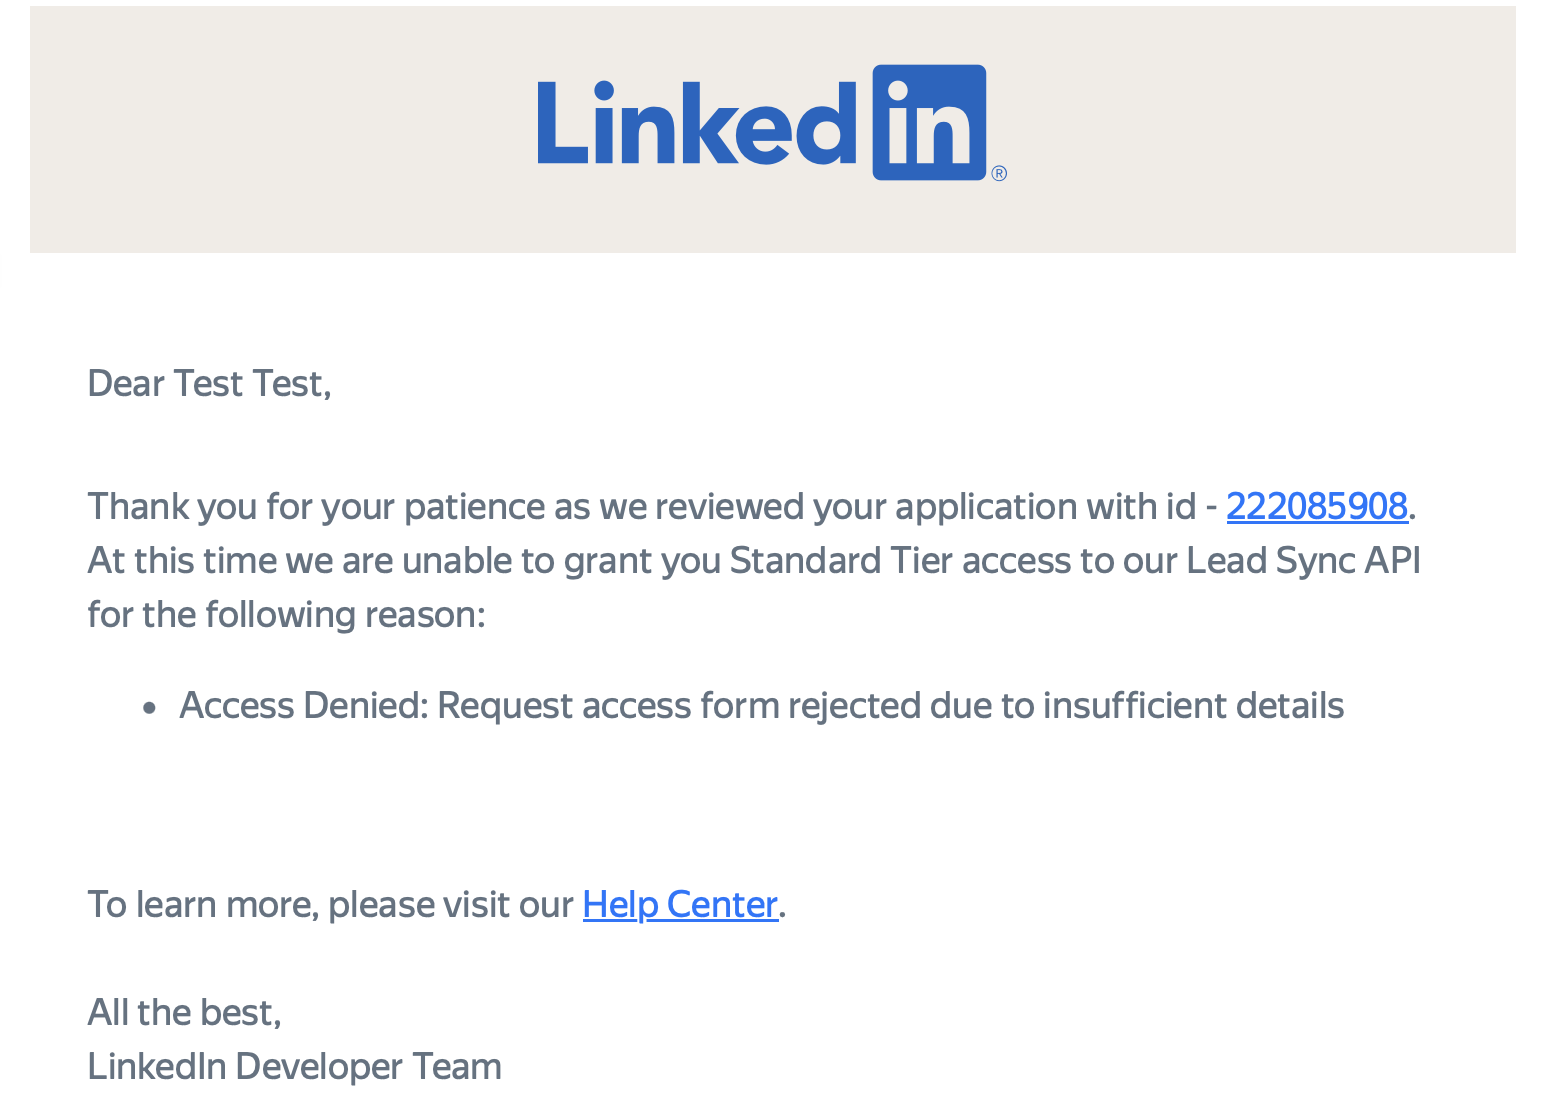 Linked in ®
Dear Test Test,
Thank you for your patience as we reviewed your application with id - 222085908.
At this time we are unable to grant you Standard Tier access to our Lead Sync API
for the following reason:
• Access Denied: Request access form rejected due to insufficient details
To learn more, please visit our Help Center.
All the best,
LinkedIn Developer Team